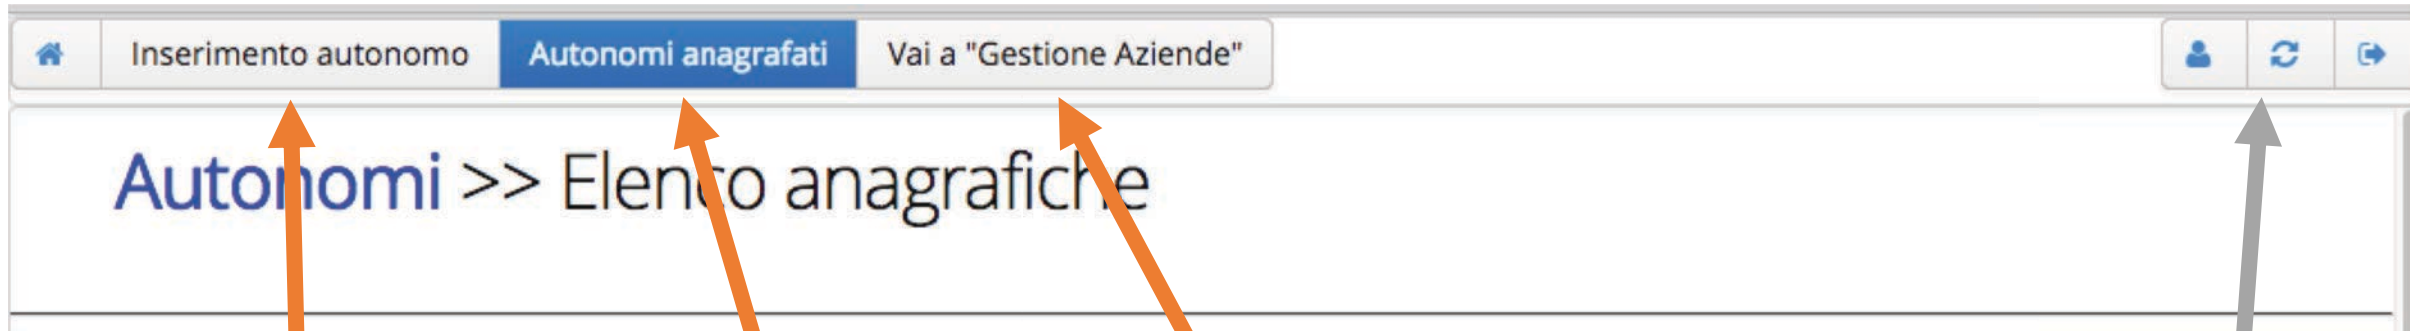 Inserimento autonomo Autonomi anagrafati Vai a "Gestione Aziende"
Autonomi >> Elenco anagrafiche